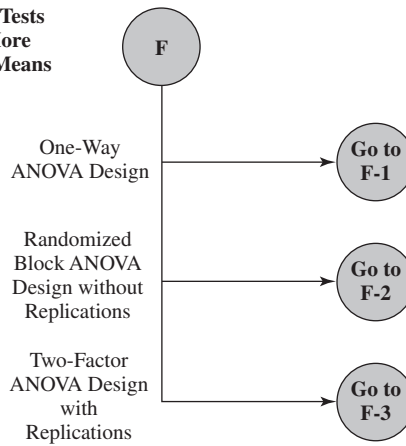 Tests
Means
F
One-Way
ANOVA Design
Go to
F-1
Randomized
Block ANOVA
Design without
Replications
Go to
F-2
Two-Factor
ANOVA Design
with
Replications
Go to
F-3